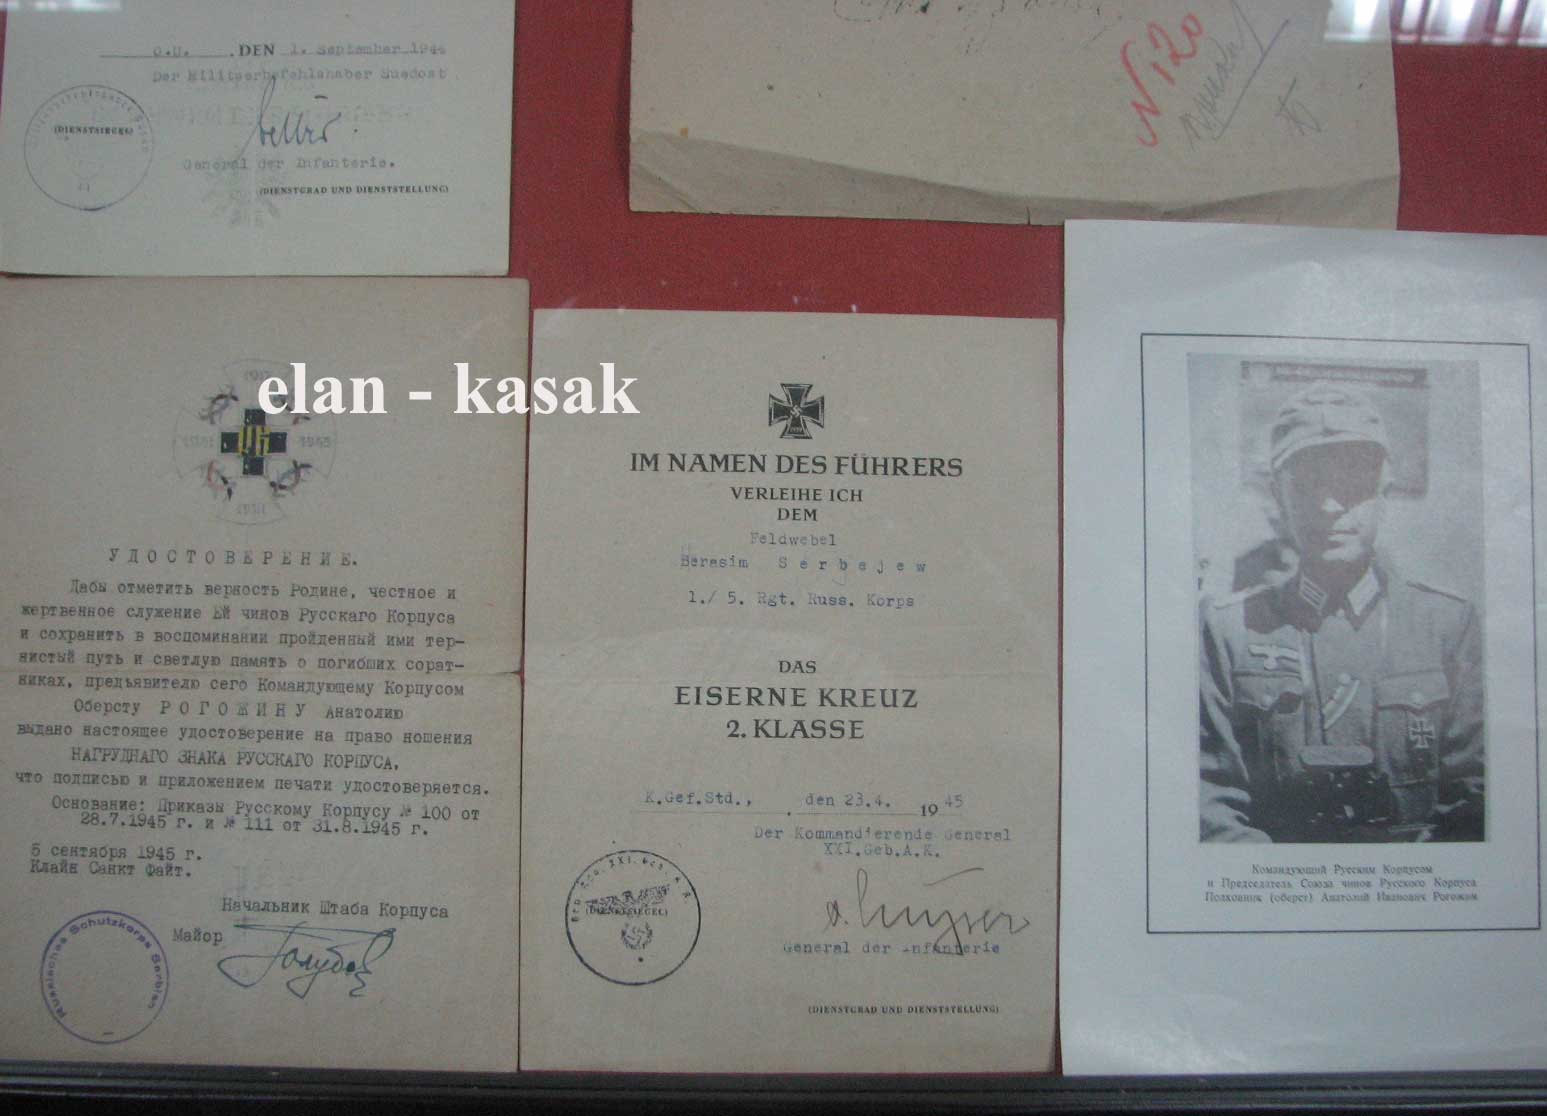 O.U. . DEN 1. September 1944
Der Militaerbefehlshaber Suedost
(DIENSTSIEGEL)
General der Infanterie.
(DIENSTGRAD UND DIENSTSTELLUNG)
N 120
elan - kasak
1917
1941 1945
УДОСТОВЕРЕНИЕ.
Дабы отметить верность Родине, честное и
жертвенное служение Ей чинов Русскаго Корпуса
и сохранить в воспоминании пройденный ими тер-
нистый путь и светлую память о погибших сорат-
никах, предъявителю сего Командующему Корпусом
Оберсту РОГОЖИНУ Анатолию
выдано настоящее удостоверение на право ношения
НАГРУДНАГО ЗНАКА РУССКАГО КОРПУСА,
что подписью и приложением печати удостоверяется.
Основание: Приказы Русскому Корпусу № 100 от
28.7.1945 г. и № 111 от 31.8.1945 г.
5 сентября 1945 г.
Клайн Санкт Файт.
Начальник Штаба Корпуса
Майор
Russisches Schutzkorps Serbien
IM NAMEN DES FÜHRERS
VERLEIHE ICH
DEM
Feldwebel
Serbajew
1./ 5. Rgt. Russ. Korps
DAS
EISERNE KREUZ
2. KLASSE
K.Gef.Std., , den 23.4. 1945
Der Kommandierende General
XXI.Geb.A.K.
(DIENSTSIEGEL)
General der Infanterie
(DIENSTGRAD UND DIENSTSTELLUNG)
Командующий Русским Корпусом
и Председатель Союза чинов Русского Корпуса
Полковник (оберст) Анатолий Иванович Рогожин